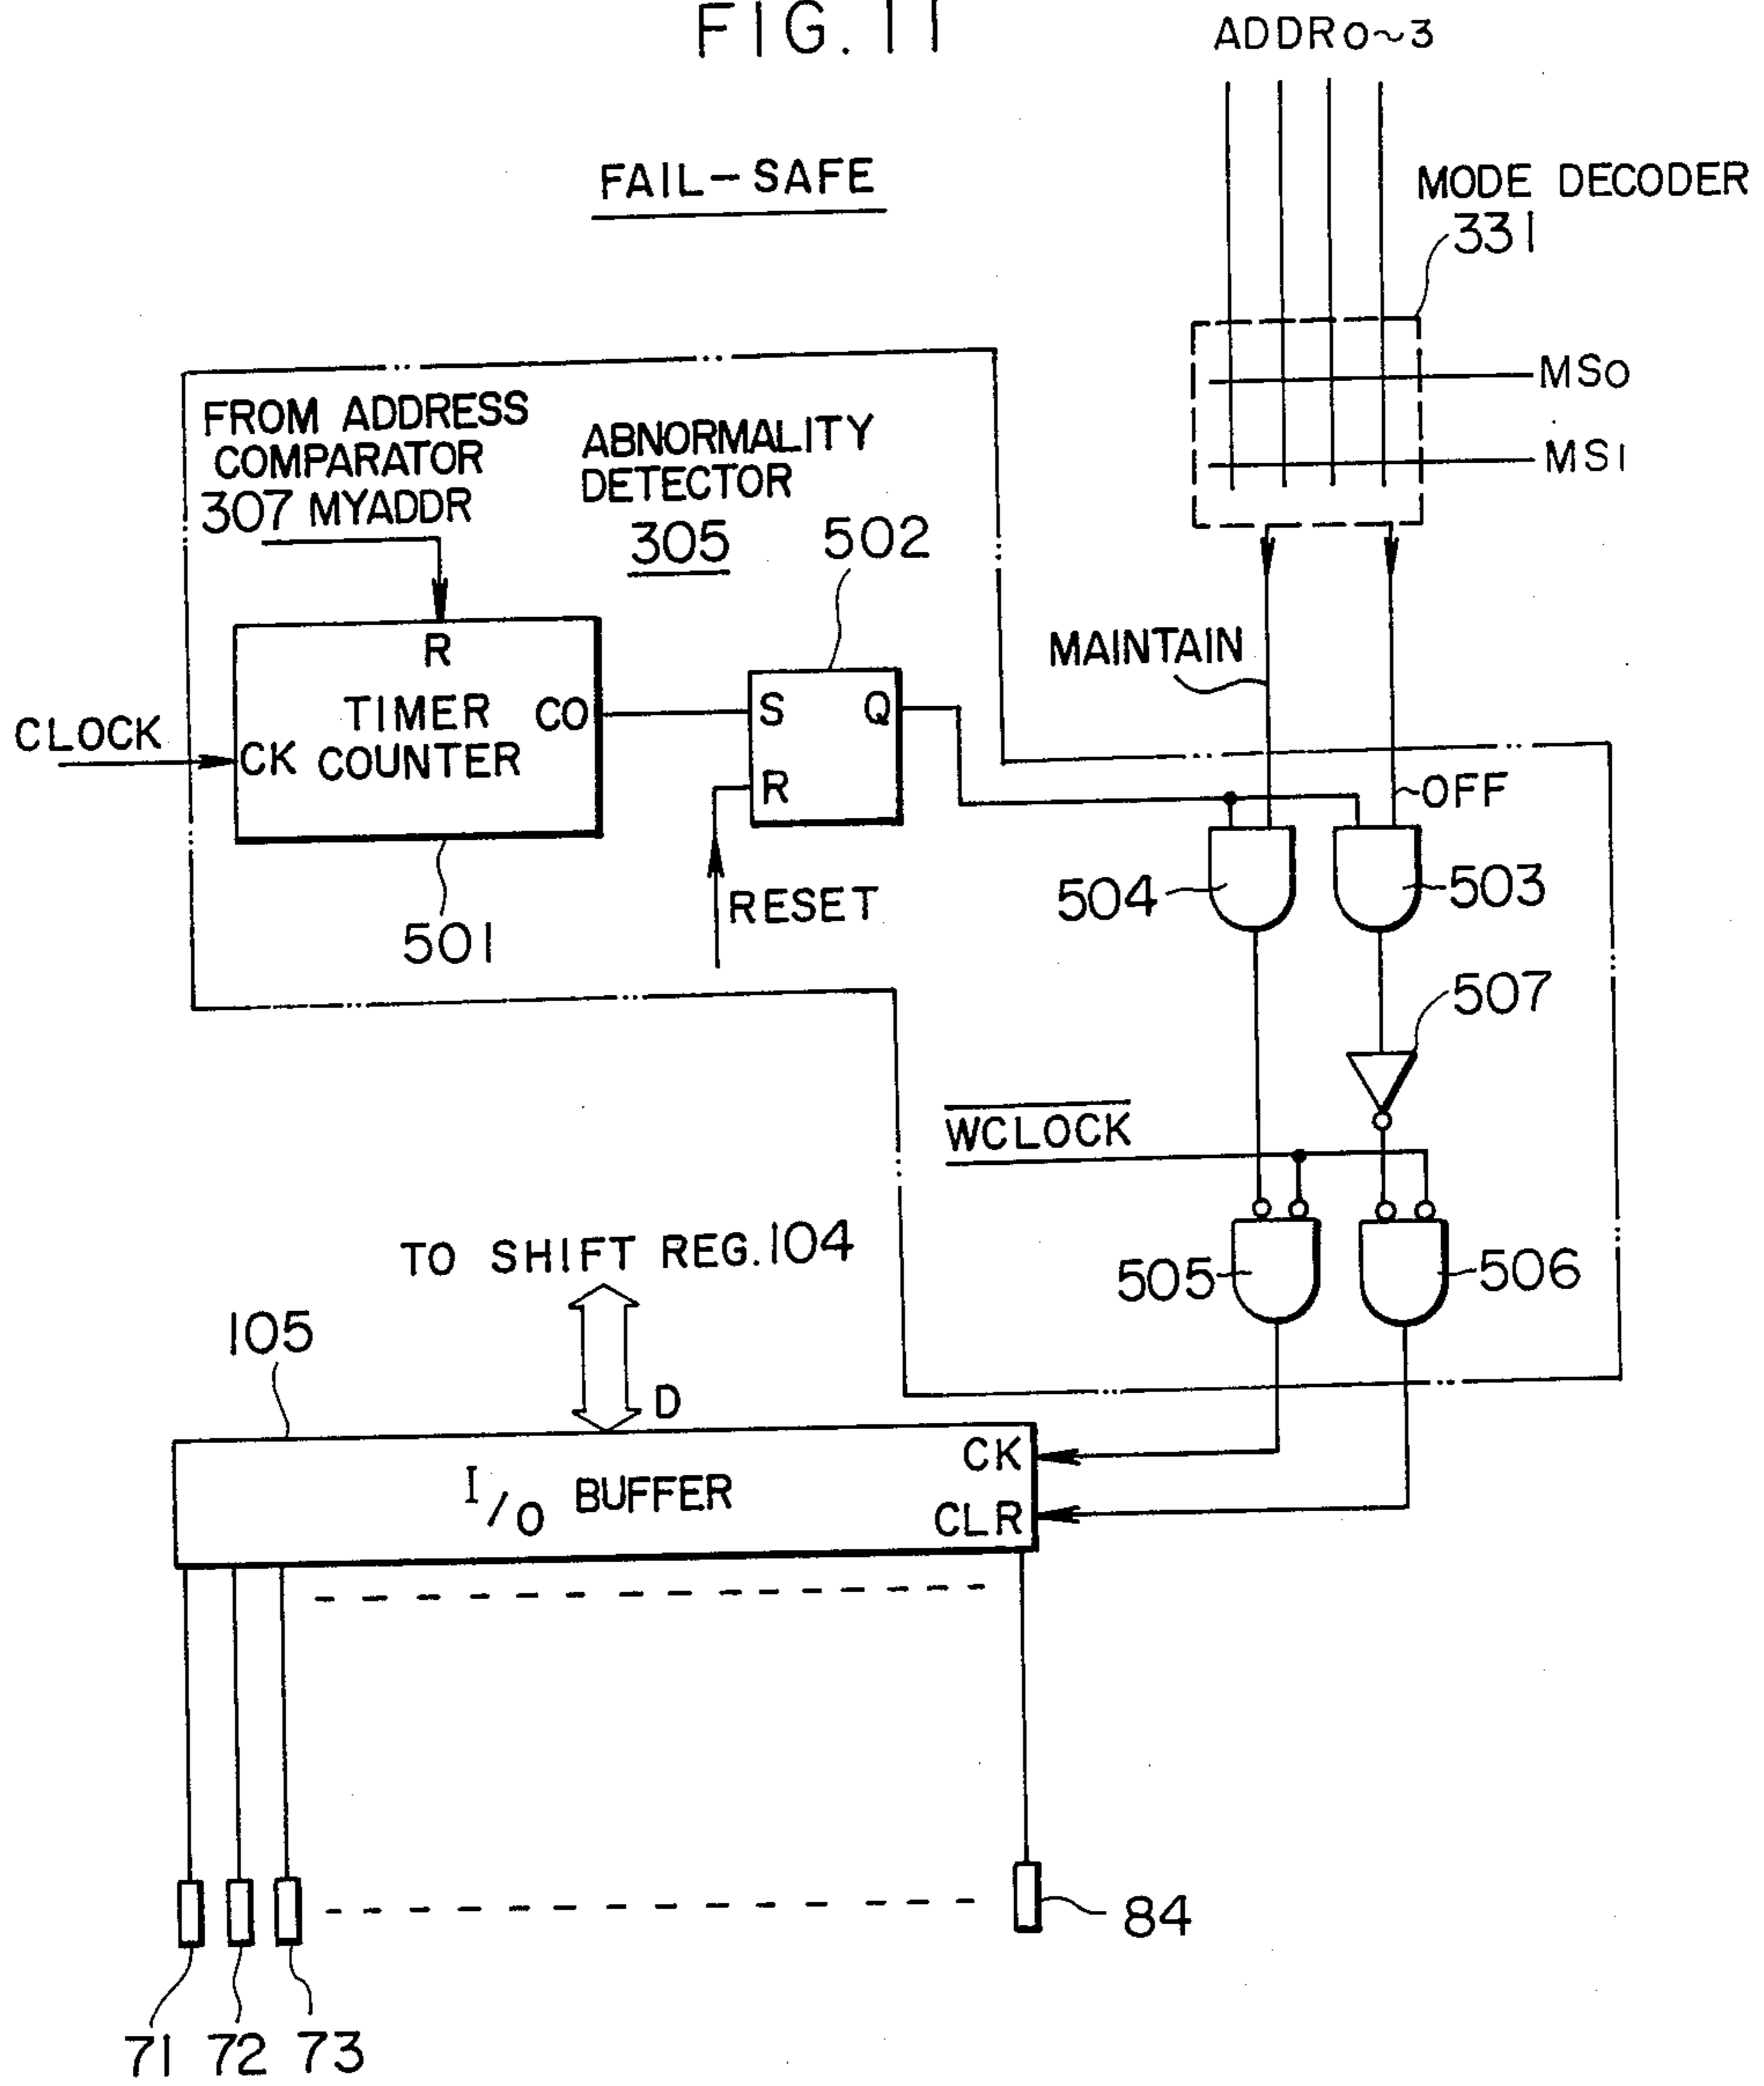 FIG. 11
ADDR0~3
FAIL-SAFE
MODE DECODER
331
MS0
MS1
FROM ADDRESS
COMPARATOR
307 MYADDR
ABNORMALITY
DETECTOR
305
502
R
TIMER
COUNTER
CO
CK
CLOCK
S
Q
R
MAINTAIN
OFF
504
503
RESET
501
507
WCLOCK
TO SHIFT REG.104
505
506
105
D
I/O BUFFER
CK
CLR
84
71
72
73